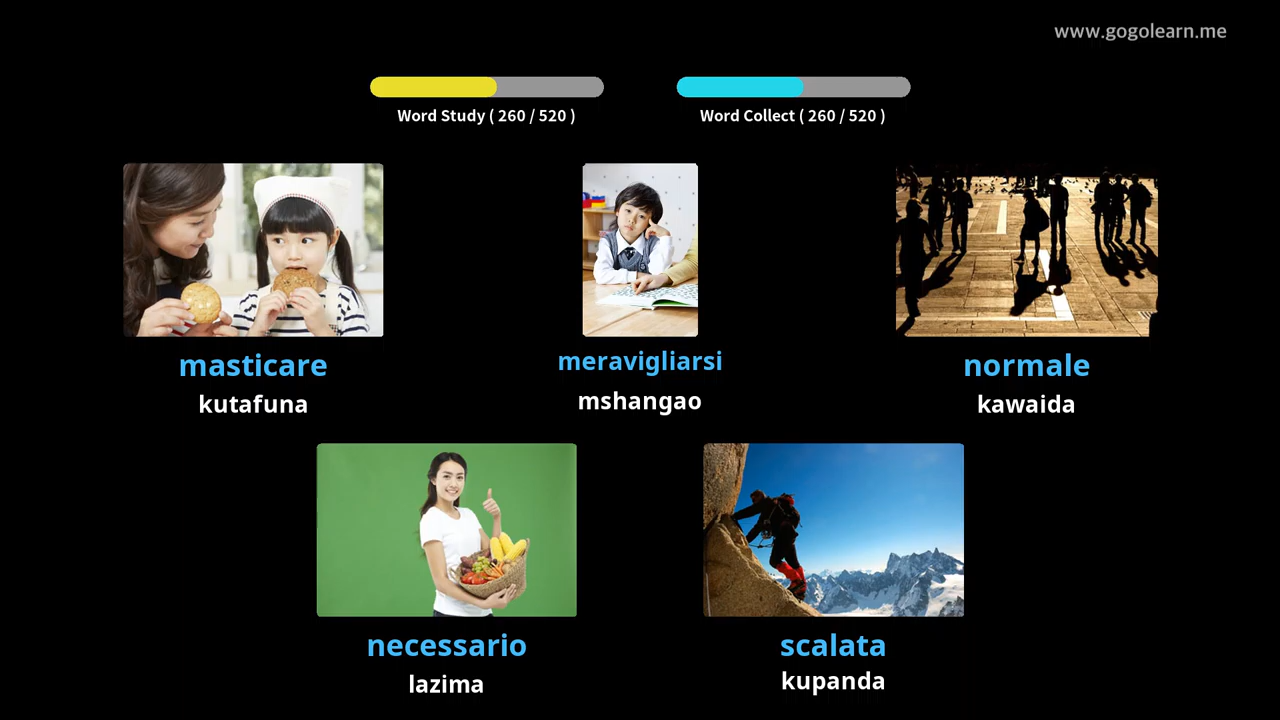 www.gogolearn.me
Word Study ( 260 / 520 )
Word Collect ( 260 / 520 )
masticare
kutafuna
meravigliarsi
mshangao
normale
kawaida
necessario
lazima
scalata
kupanda